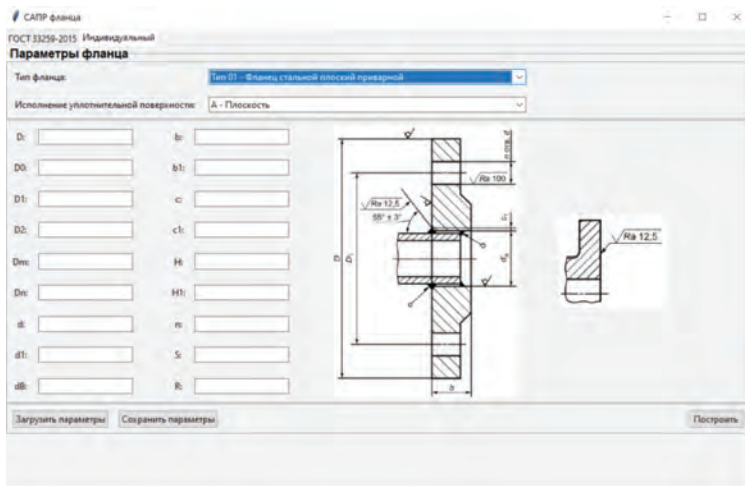 САПР фланца
ГОСТ 33259-2015 Индивидуальный
Параметры фланца
Тип фланца: Тип 01 - Фланец стальной плоский приварной
Исполнение уплотнительной поверхности: А - Плоскость
D: b:
D0: b1:
D1: c:
D2: c1:
Dm: H:
Dn: H1:
d: n:
d1: S:
dB: R:
n отв. d
Ra 100
Ra 12,5
55° ± 3°
D
D₁
b
Ra 12,5
Загрузить параметры Сохранить параметры Построить